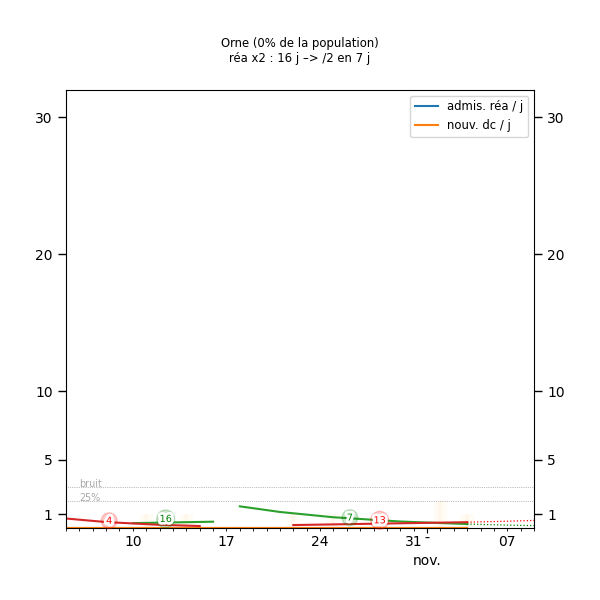 Orne (0% de la population)
réa x2 : 16 j –> /2 en 7 j
admis. réa / j
nouv. dc / j
30 30
20 20
10 10
5 5
bruit
25%
1 1
4 16 7 13
10 17 24 31 - 07
nov.